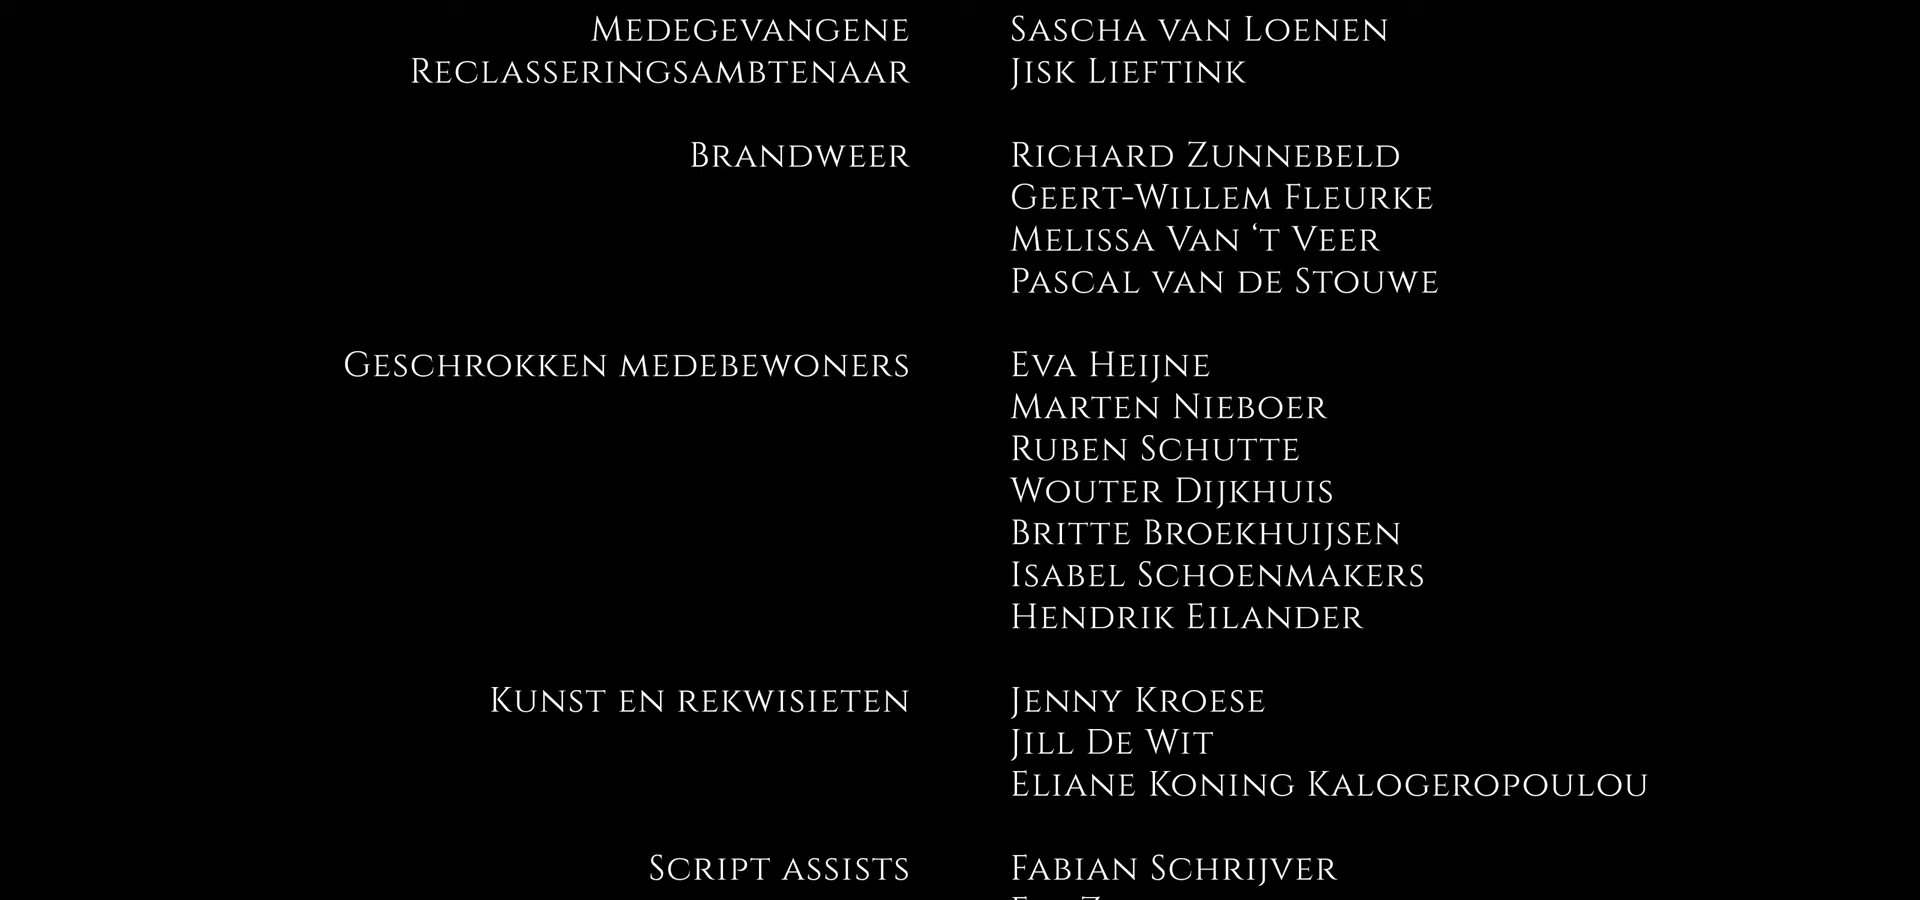 Medegevangene Sascha van Loenen
Reclasseringsambtenaar Jisk Lieftink
Brandweer Richard Zunnebeld
Geert-Willem Fleurke
Melissa Van ‘t Veer
Pascal van de Stouwe
Geschrokken medebewoners Eva Heijne
Marten Nieboer
Ruben Schutte
Wouter Dijkhuis
Britte Broekhuijsen
Isabel Schoenmakers
Hendrik Eilander
Kunst en rekwisieten Jenny Kroese
Jill De Wit
Eliane Koning Kalogeropoulou
Script assists Fabian Schrijver